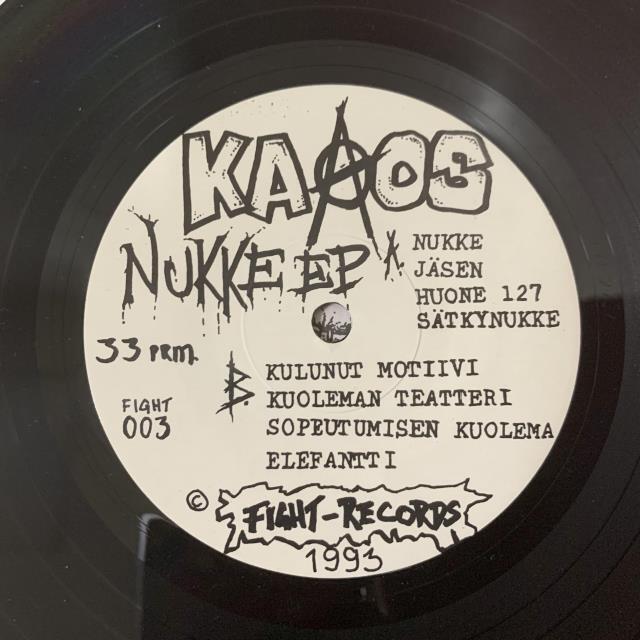 KAAOS
NUKKE EP
A. NUKKE
JÄSEN
HUONE 127
SÄTKYNUKKE
33 PRM.
B. KULUNUT MOTIIVI
KUOLEMAN TEATTERI
SOPEUTUMISEN KUOLEMA
ELEFANTTI
FIGHT
003
© FIGHT-RECORDS
1993